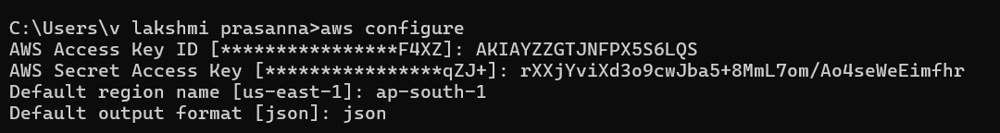 C:\Users\v lakshmi prasanna>aws configure
AWS Access Key ID [****************F4XZ]: AKIAYZZGTJNFPX5S6LQS
AWS Secret Access Key [****************qZJ+]: 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
Default region name [us-east-1]: ap-south-1
Default output format [json]: json